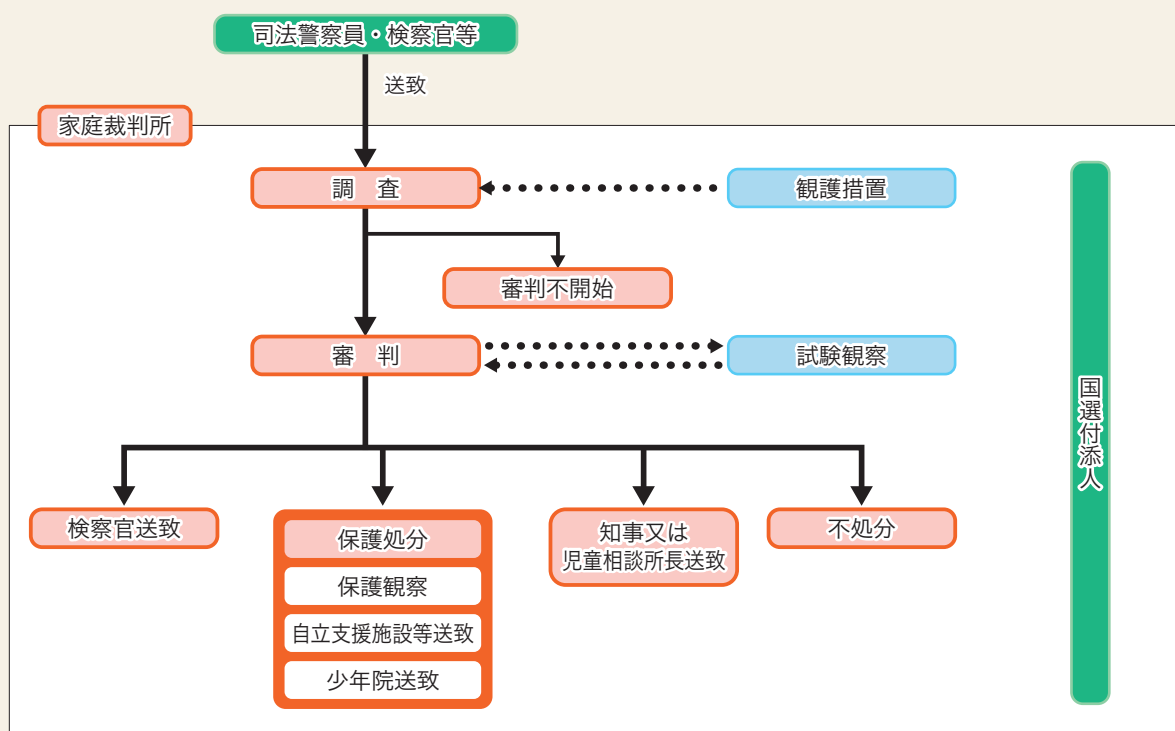 司法警察員・検察官等
送致
家庭裁判所
調　査
観護措置
審判不開始
審　判
試験観察
国選付添人
検察官送致
保護処分
保護観察
自立支援施設等送致
少年院送致
知事又は
児童相談所長送致
不処分